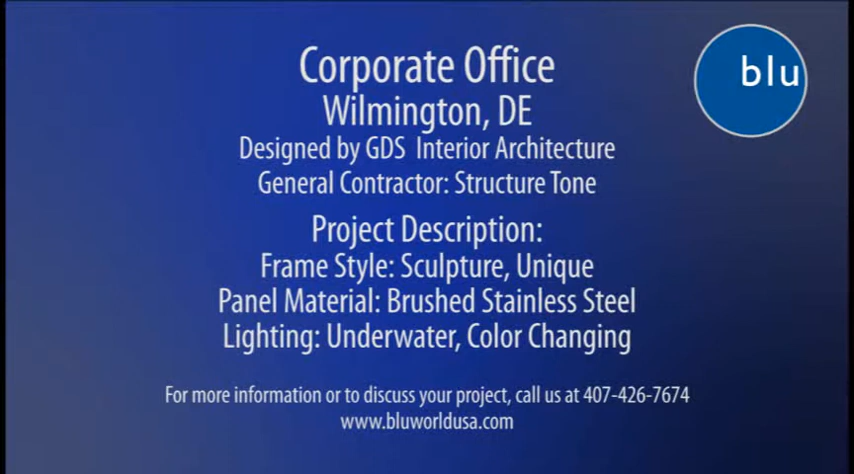 Corporate Office
blu
Wilmington, DE
Designed by GDS Interior Architecture
General Contractor: Structure Tone
Project Description:
Frame Style: Sculpture, Unique
Panel Material: Brushed Stainless Steel
Lighting: Underwater, Color Changing
For more information or to discuss your project, call us at 407-426-7674
www.bluworldusa.com